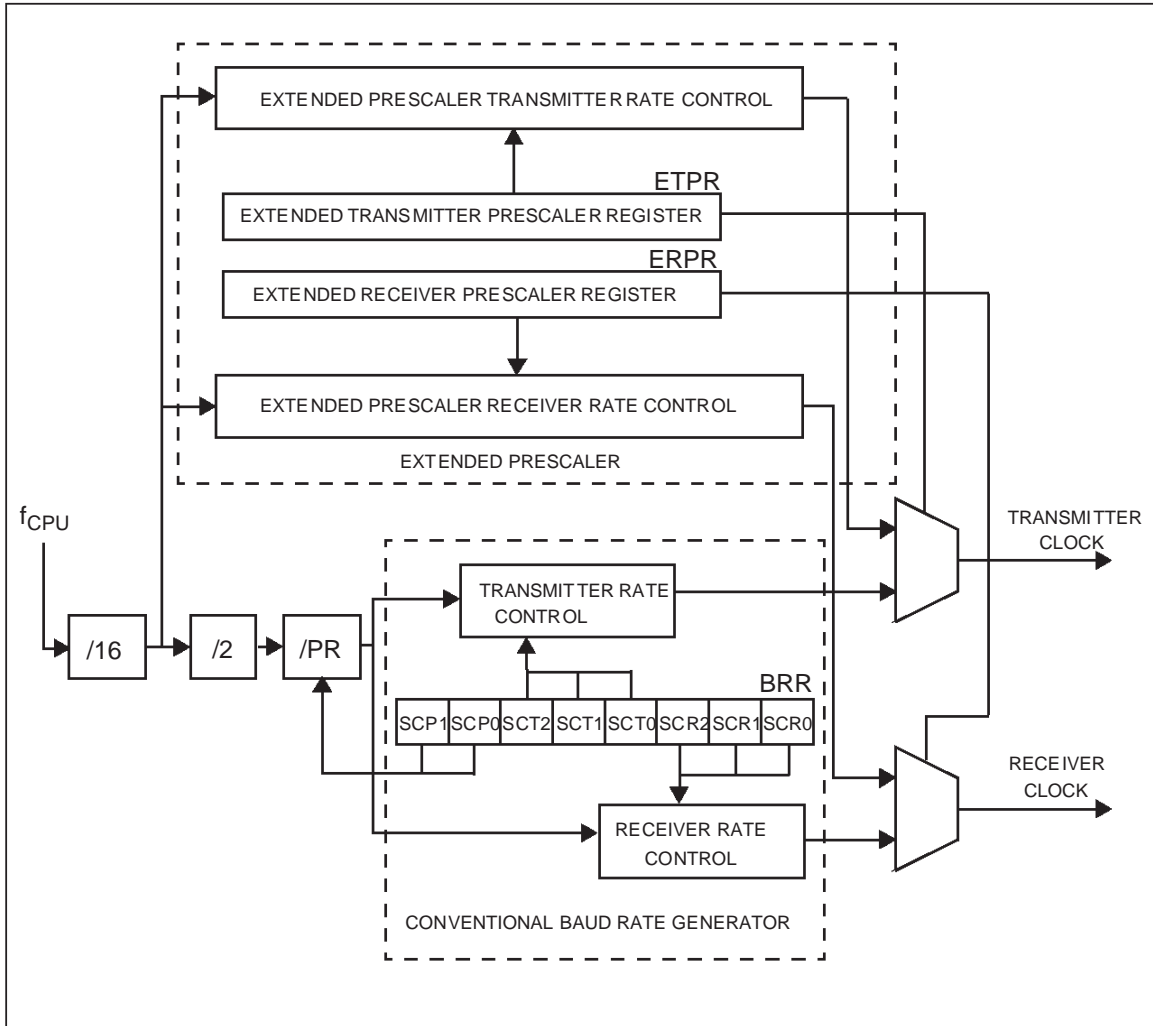 EXTENDED PRESCALER TRANSMITTER RATE CONTROL
ETPR
EXTENDED TRANSMITTER PRESCALER REGISTER
ERPR
EXTENDED RECEIVER PRESCALER REGISTER
EXTENDED PRESCALER RECEIVER RATE CONTROL
EXTENDED PRESCALER
fCPU
TRANSMITTER
CLOCK
TRANSMITTER RATE
CONTROL
/16
/2
/PR
BRR
SCP1 SCP0 SCT2 SCT1 SCT0 SCR2 SCR1 SCR0
RECEIVER
CLOCK
RECEIVER RATE
CONTROL
CONVENTIONAL BAUD RATE GENERATOR